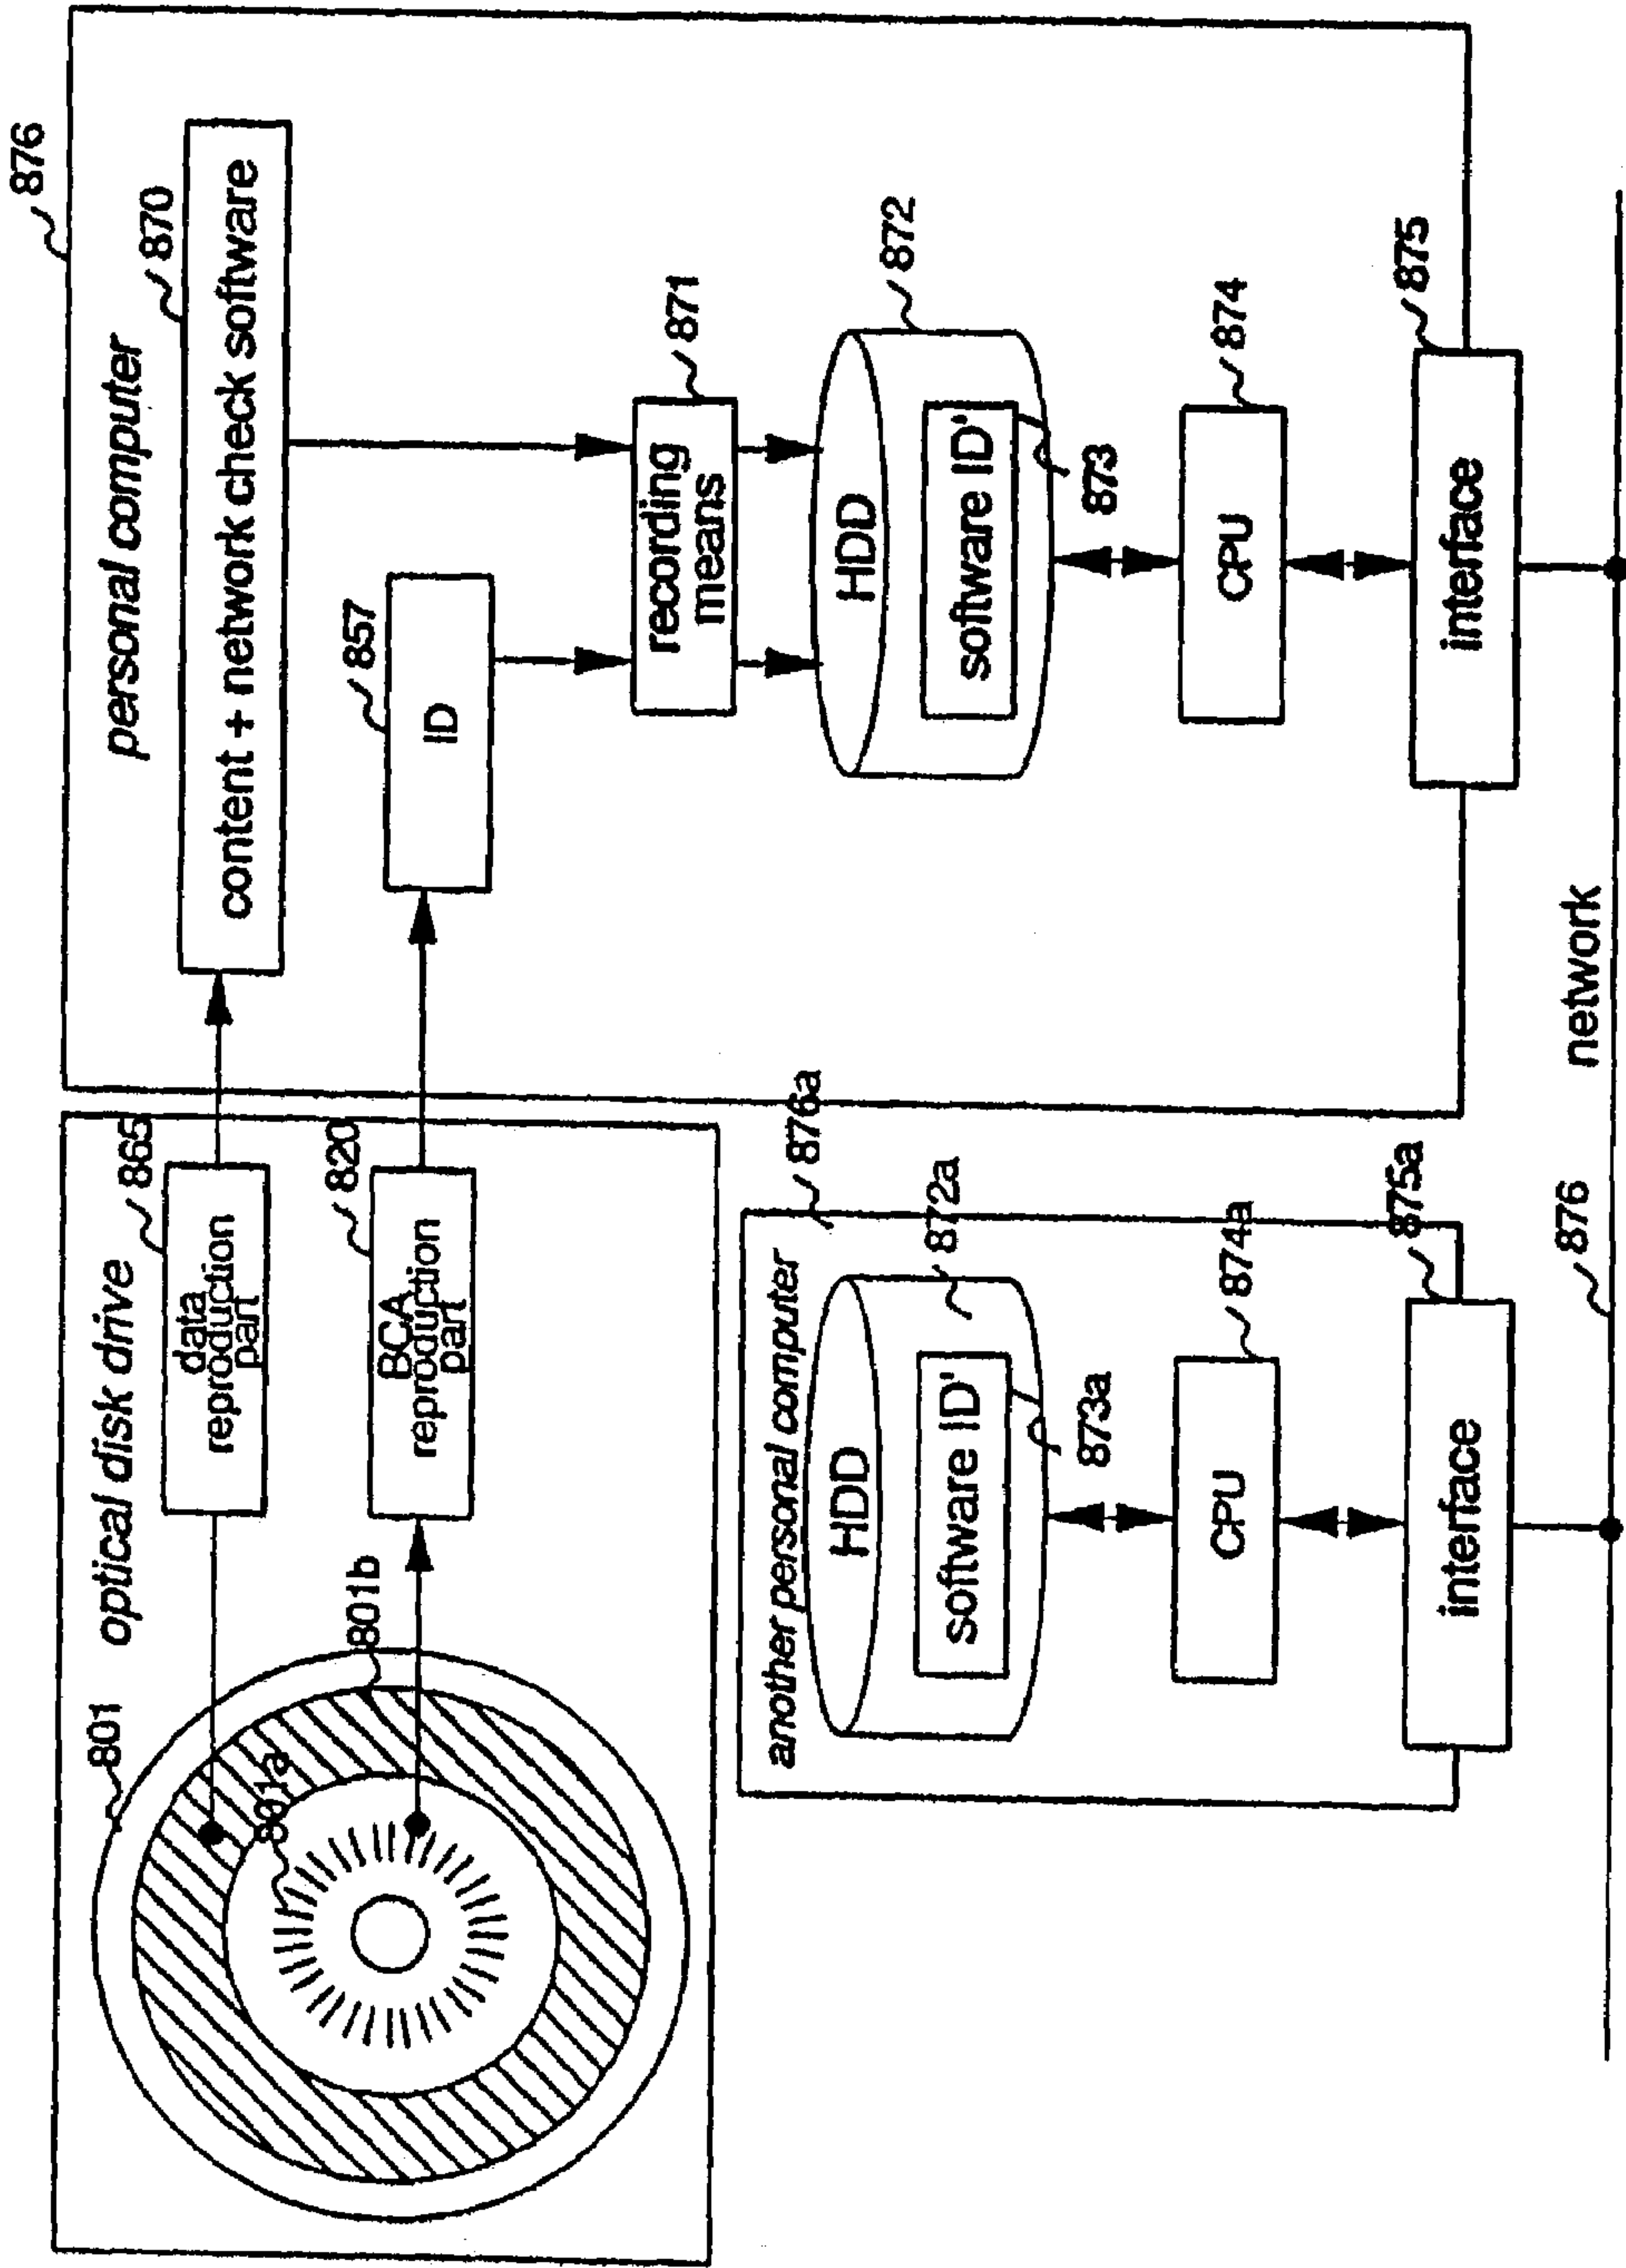 876
personal computer
870
content + network check software
857
ID
871
recording
means
872
HDD
software ID'
873
874
CPU
875
interface
optical disk drive
801
801a
801b
865
data
reproduction
part
820
BCA
reproduction
part
another personal computer
876a
HDD
872a
software ID'
873a
874a
CPU
875a
interface
network
876